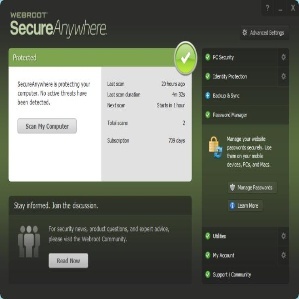 WEBROOT
SecureAnywhere.
Advanced Settings
Protected
SecureAnywhere is protecting your
computer. No active threats have
been detected.
Scan My Computer
Last scan 20 hours ago
Last scan duration 4m 32s
Next scan Starts in 1 hour
Total scans 2
Subscription 739 days
Stay informed. Join the discussion.
For security news, product questions, and expert advice,
please visit the Webroot Community.
Read Now
PC Security
Identity Protection
Backup & Sync
Password Manager
Manage your website
passwords securely. Use
them on your mobile
devices, PCs, and Macs.
Manage Passwords
Learn More
Utilities
My Account
Support / Community